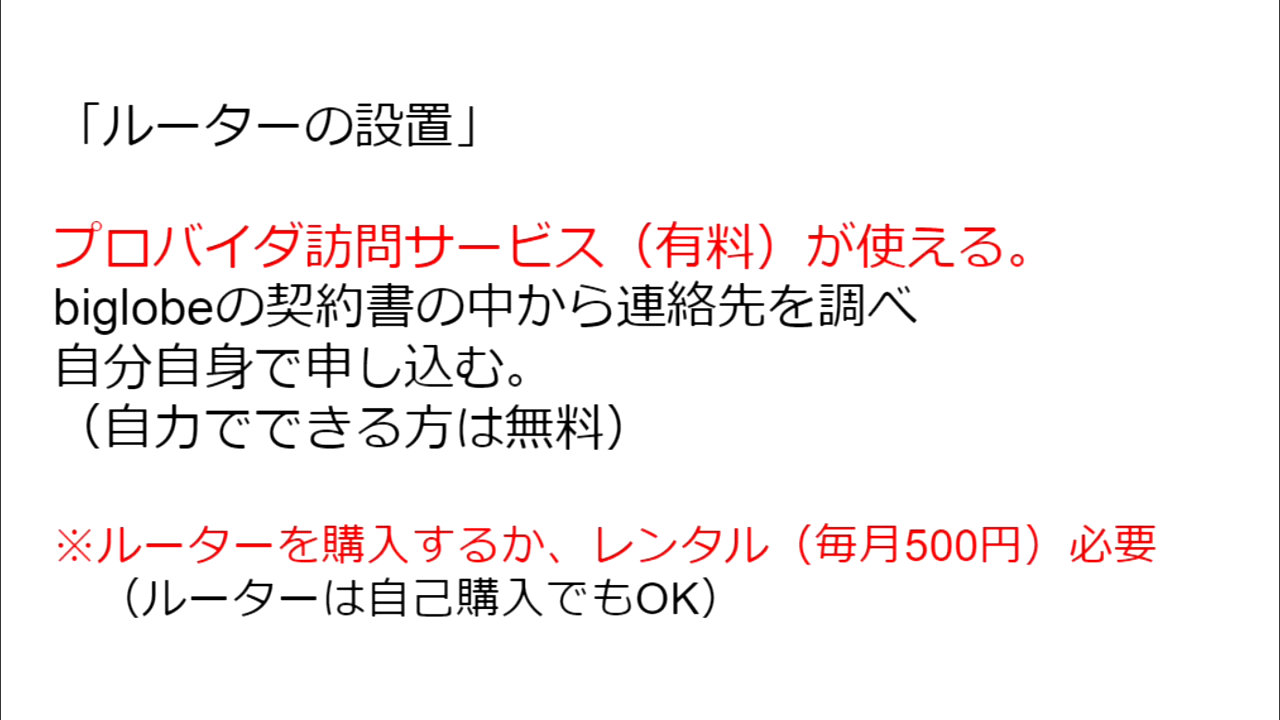 「ルーターの設置」
プロバイダ訪問サービス（有料）が使える。
biglobeの契約書の中から連絡先を調べ
自分自身で申し込む。
（自力でできる方は無料）
※ルーターを購入するか、レンタル（毎月500円）必要
（ルーターは自己購入でもOK）